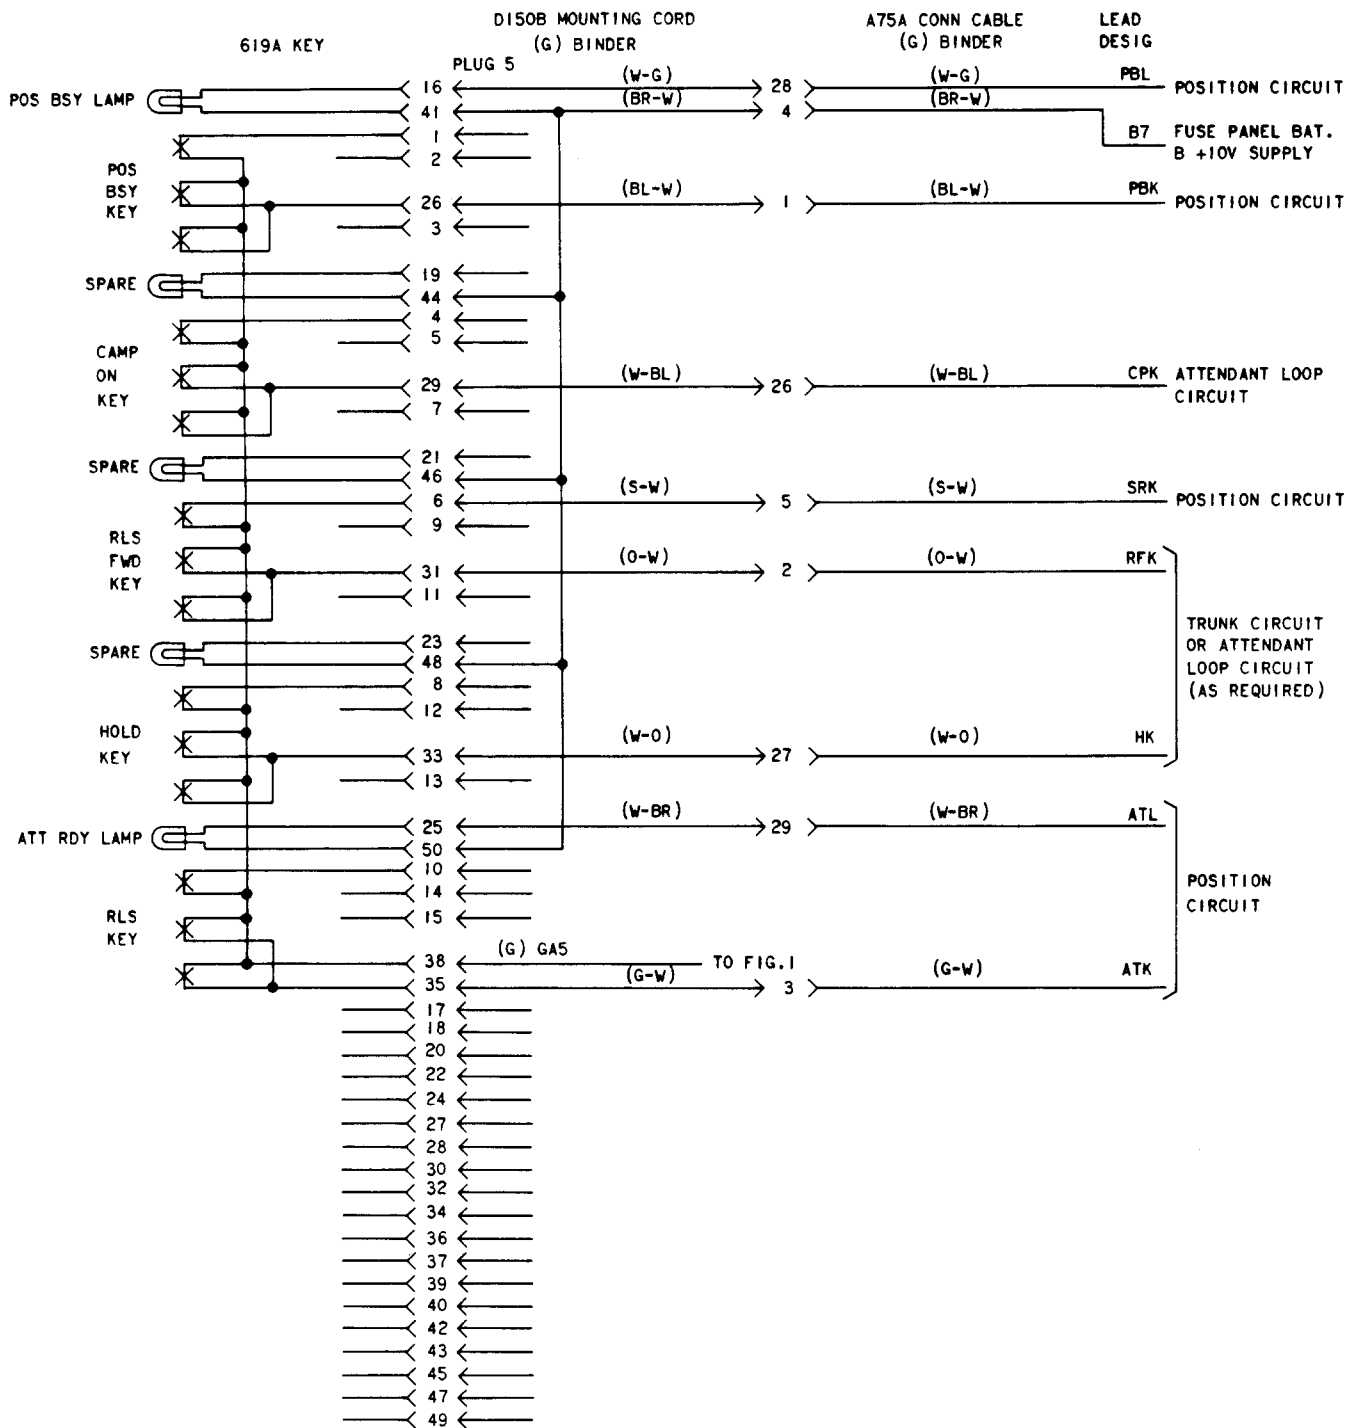 619A KEY
D150B MOUNTING CORD
(G) BINDER
A75A CONN CABLE
(G) BINDER
LEAD
DESIG
PLUG 5
POS BSY LAMP
16 (W-G) 28 (W-G) PBL POSITION CIRCUIT
41 (BR-W) 4 (BR-W)
B7 FUSE PANEL BAT.
B +10V SUPPLY
1
2
POS
BSY
KEY
26 (BL-W) 1 (BL-W) PBK POSITION CIRCUIT
3
SPARE
19
44
4
5
CAMP
ON
KEY
29 (W-BL) 26 (W-BL) CPK ATTENDANT LOOP
CIRCUIT
7
SPARE
21
46
6 (S-W) 5 (S-W) SRK POSITION CIRCUIT
9
RLS
FWD
KEY
31 (O-W) 2 (O-W) RFK
11
TRUNK CIRCUIT
OR ATTENDANT
LOOP CIRCUIT
(AS REQUIRED)
SPARE
23
48
8
12
HOLD
KEY
33 (W-O) 27 (W-O) HK
13
ATT RDY LAMP
25 (W-BR) 29 (W-BR) ATL
50
10
14
15
POSITION
CIRCUIT
RLS
KEY
38 (G) GA5 TO FIG.1
35 (G-W) 3 (G-W) ATK
17
18
20
22
24
27
28
30
32
34
36
37
39
40
42
43
45
47
49